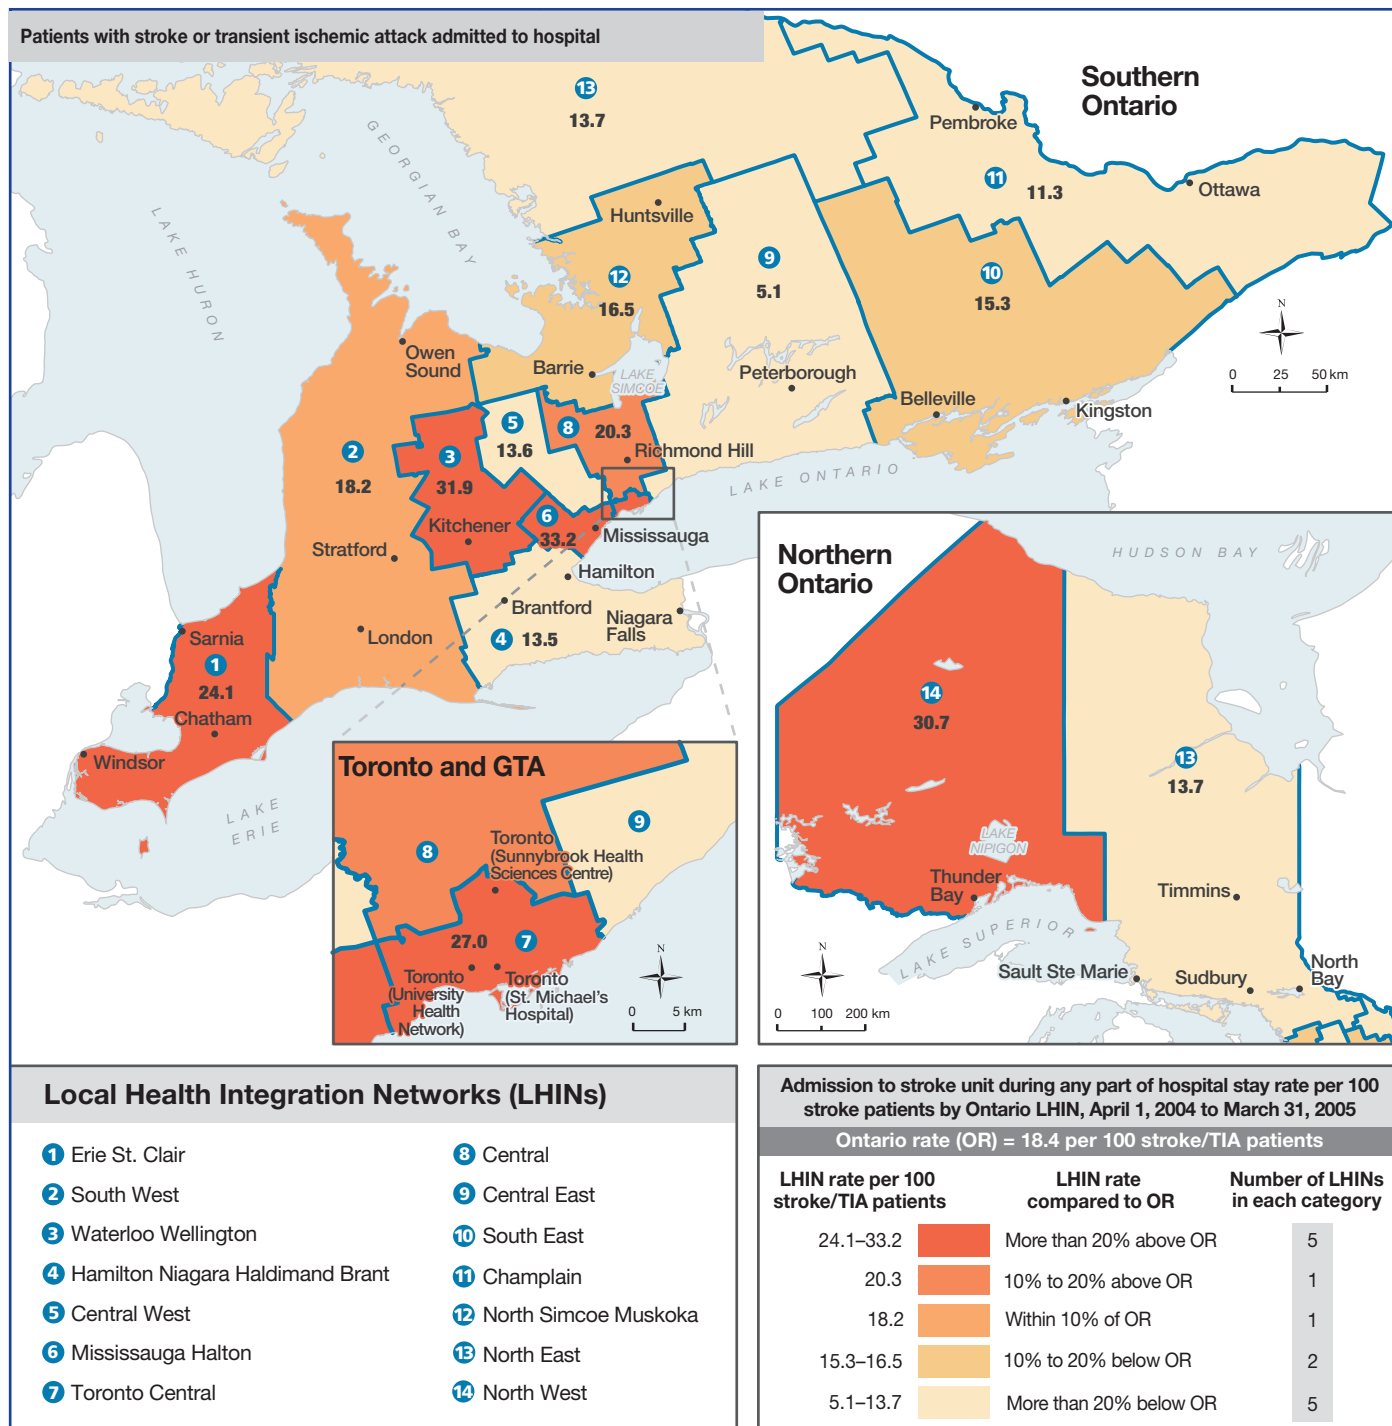 Patients with stroke or transient ischemic attack admitted to hospital
Southern
Ontario
13
13.7
Pembroke
11
11.3
Ottawa
GEORGIAN BAY
LAKE HURON
Huntsville
12
16.5
9
5.1
10
15.3
N
0 25 50 km
Owen
Sound
Barrie
LAKE
SIMCOE
Peterborough
Belleville
Kingston
5
13.6
8
20.3
Richmond Hill
2
18.2
3
31.9
Kitchener
6
33.2
Mississauga
LAKE ONTARIO
Stratford
Hamilton
Brantford
4
13.5
Niagara
Falls
London
Sarnia
1
24.1
Chatham
Windsor
LAKE
ERIE
Toronto and GTA
9
8
Toronto
(Sunnybrook Health
Sciences Centre)
27.0
7
Toronto
(University
Health
Network)
Toronto
(St. Michael's
Hospital)
N
0 5 km
Northern
Ontario
HUDSON BAY
14
30.7
13
13.7
LAKE
NIPIGON
Thunder
Bay
Timmins
LAKE SUPERIOR
Sault Ste Marie
Sudbury
North
Bay
N
0 100 200 km
Local Health Integration Networks (LHINs)
1 Erie St. Clair
2 South West
3 Waterloo Wellington
4 Hamilton Niagara Haldimand Brant
5 Central West
6 Mississauga Halton
7 Toronto Central
8 Central
9 Central East
10 South East
11 Champlain
12 North Simcoe Muskoka
13 North East
14 North West
Admission to stroke unit during any part of hospital stay rate per 100
stroke patients by Ontario LHIN, April 1, 2004 to March 31, 2005
Ontario rate (OR) = 18.4 per 100 stroke/TIA patients
LHIN rate per 100
stroke/TIA patients
LHIN rate
compared to OR
Number of LHINs
in each category
24.1–33.2 More than 20% above OR 5
20.3 10% to 20% above OR 1
18.2 Within 10% of OR 1
15.3–16.5 10% to 20% below OR 2
5.1–13.7 More than 20% below OR 5